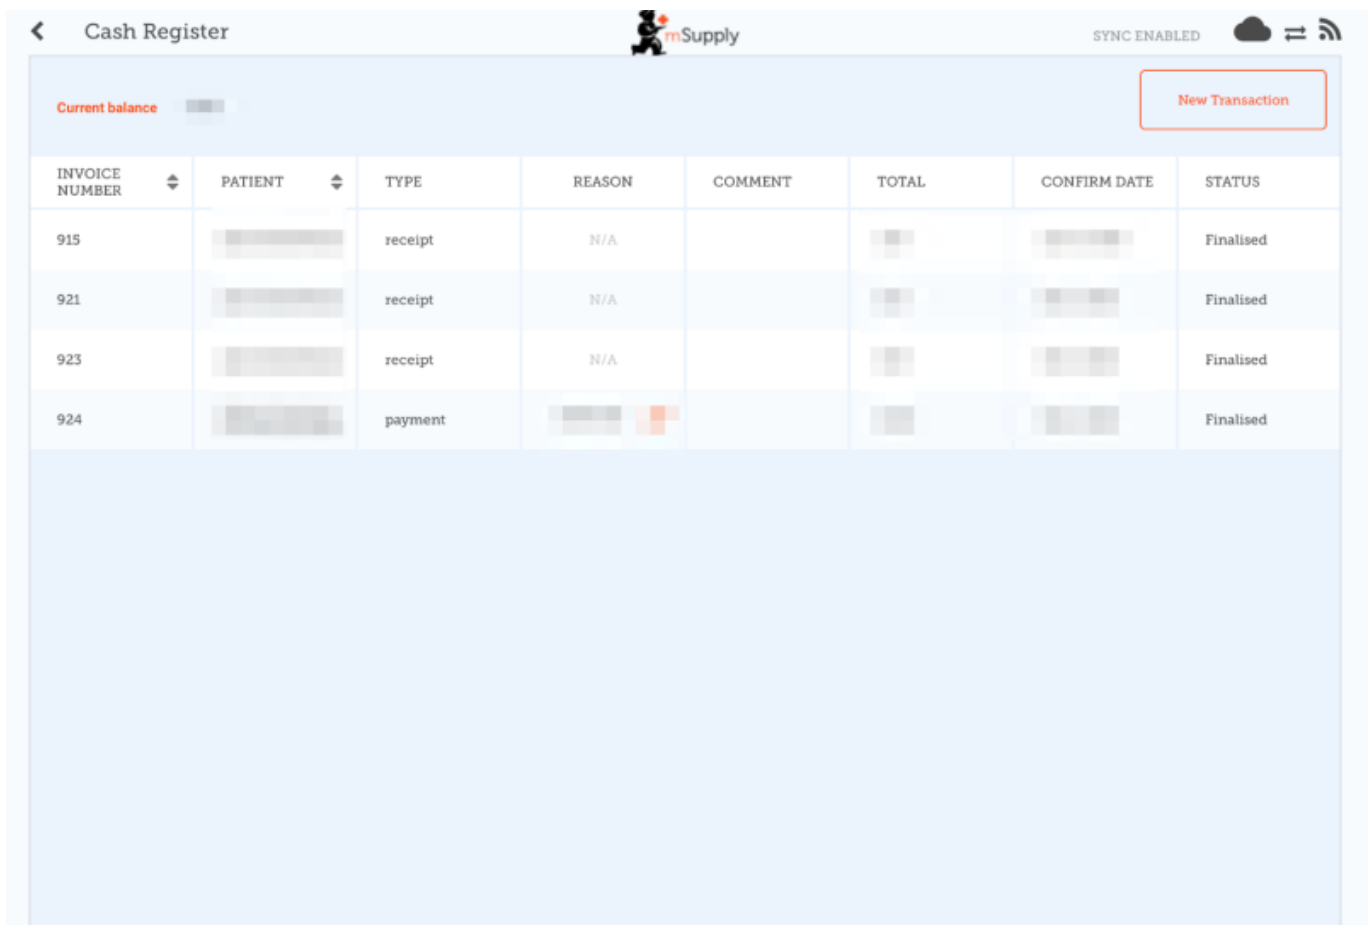 Cash Register
mSupply
SYNC ENABLED
Current balance
New Transaction
INVOICE
NUMBER
PATIENT
TYPE
REASON
COMMENT
TOTAL
CONFIRM DATE
STATUS
915
receipt
N/A
Finalised
921
receipt
N/A
Finalised
923
receipt
N/A
Finalised
924
payment
Finalised